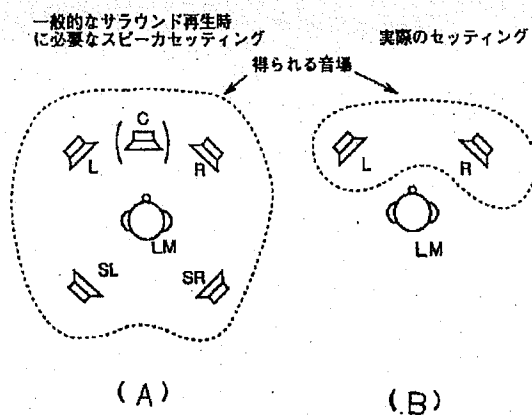 一般的なサラウンド再生時
に必要なスピーカセッティング
実際のセッティング
得られる音場
C
L
R
LM
SL
SR
L
R
LM
(A)
(B)